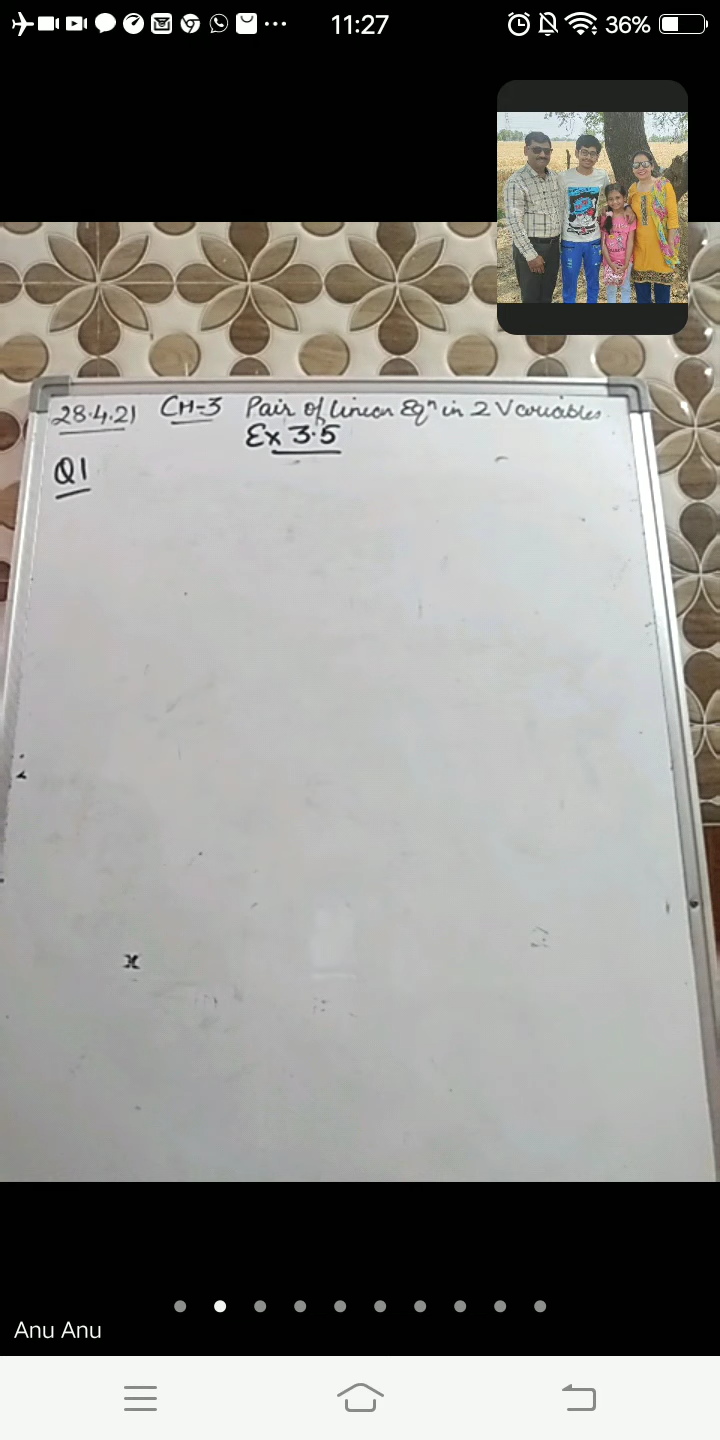 11:27
36%
28.4.21 CH-3 Pair of linear Eqⁿ in 2 Variables.
Ex 3.5
Q1
x
Anu Anu